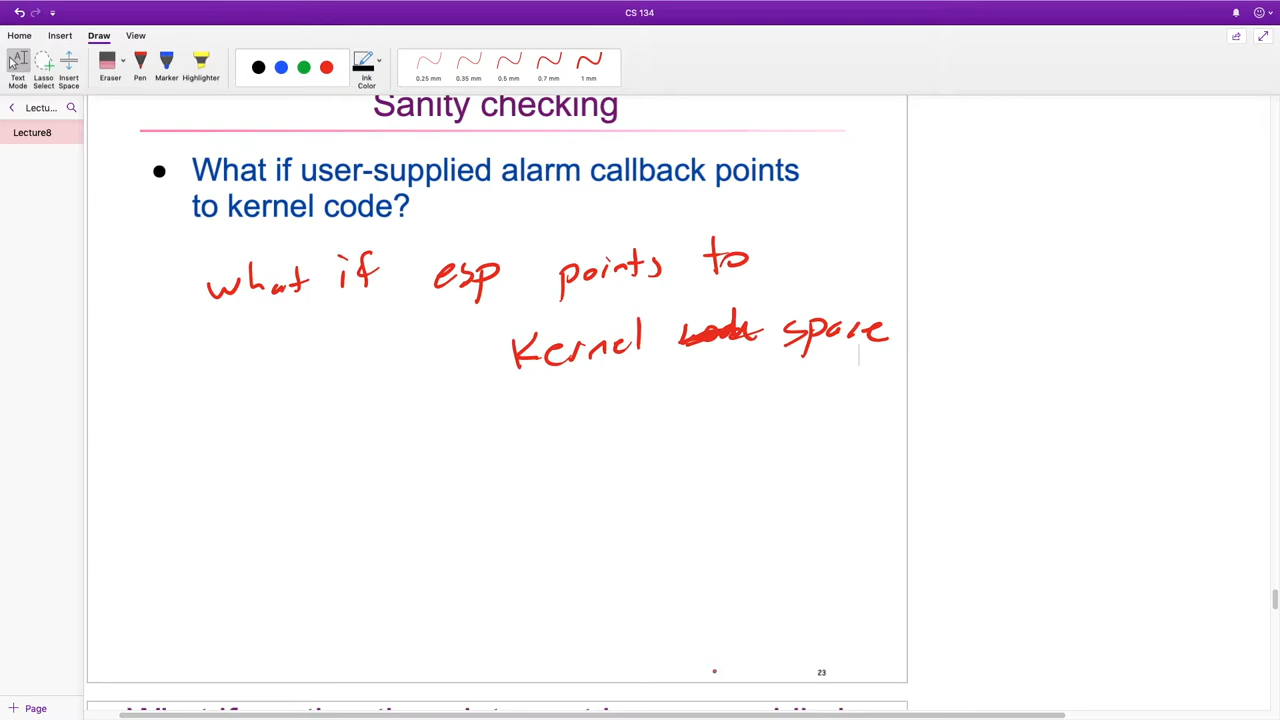 CS 134
Home Insert Draw View
Text Mode
Lasso Select
Insert Space
Eraser
Pen
Marker
Highlighter
0.25 mm
0.35 mm
0.5 mm
0.7 mm
1 mm
Ink Color
Lectu...
Lecture8
Sanity checking
• What if user-supplied alarm callback points
to kernel code?
what if esp points to
Kernel space
23
+ Page